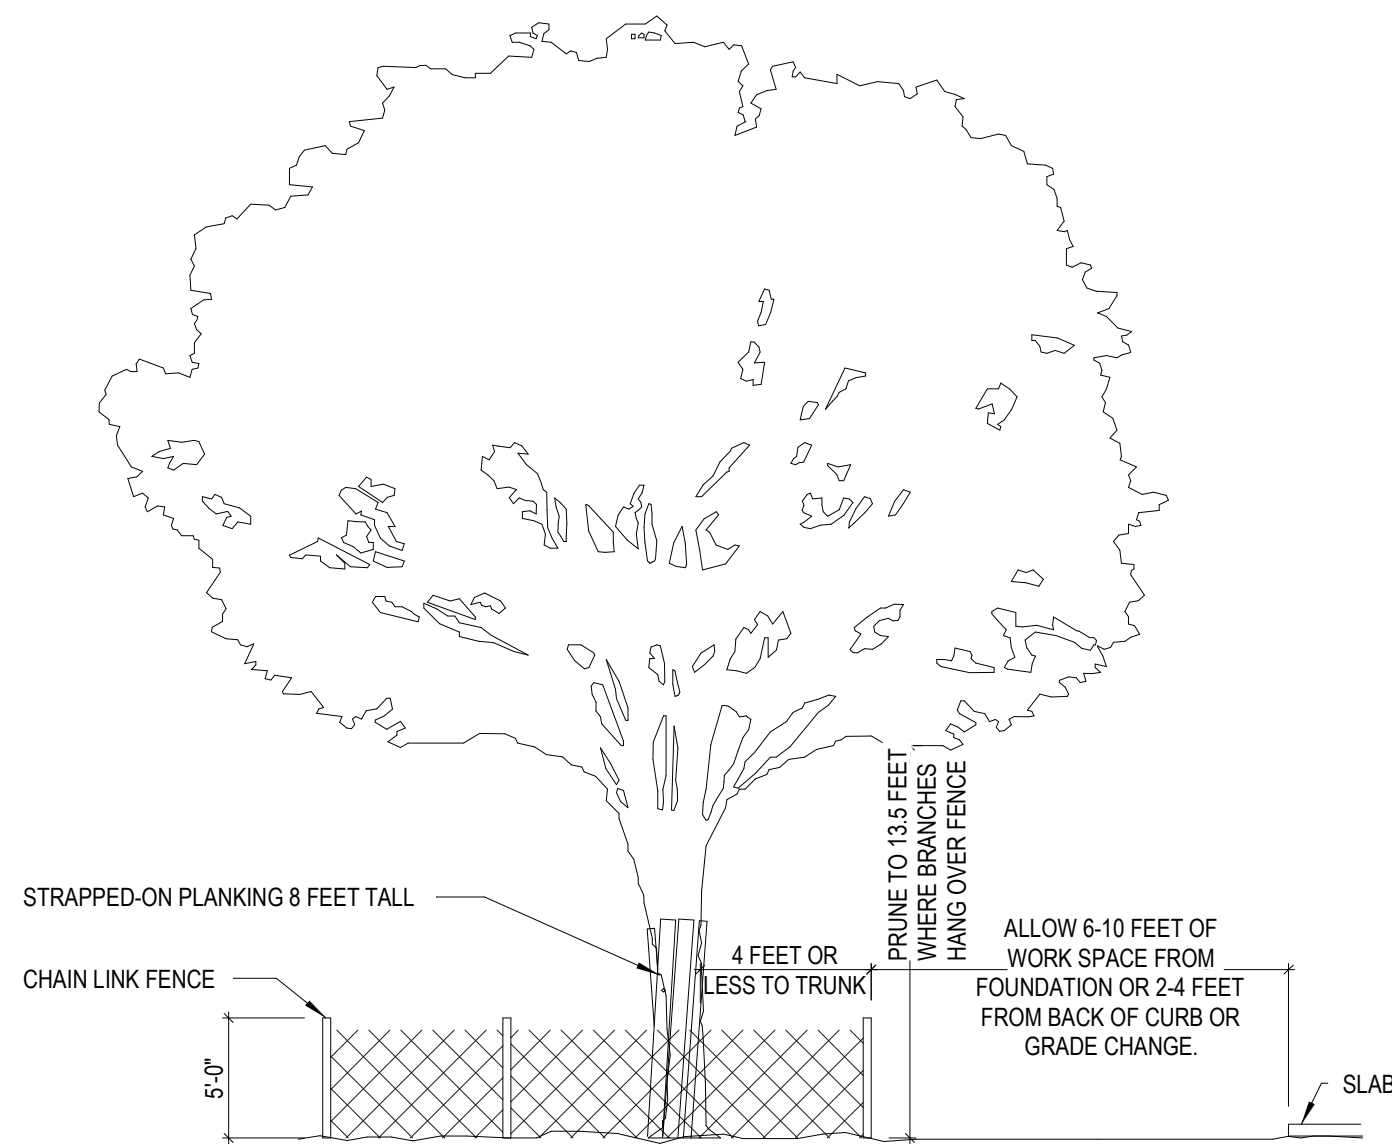 STRAPPED-ON PLANKING 8 FEET TALL
CHAIN LINK FENCE
5'-0"
4 FEET OR
LESS TO TRUNK
PRUNE TO 13.5 FEET
WHERE BRANCHES
HANG OVER FENCE
ALLOW 6-10 FEET OF
WORK SPACE FROM
FOUNDATION OR 2-4 FEET
FROM BACK OF CURB OR
GRADE CHANGE.
SLAB